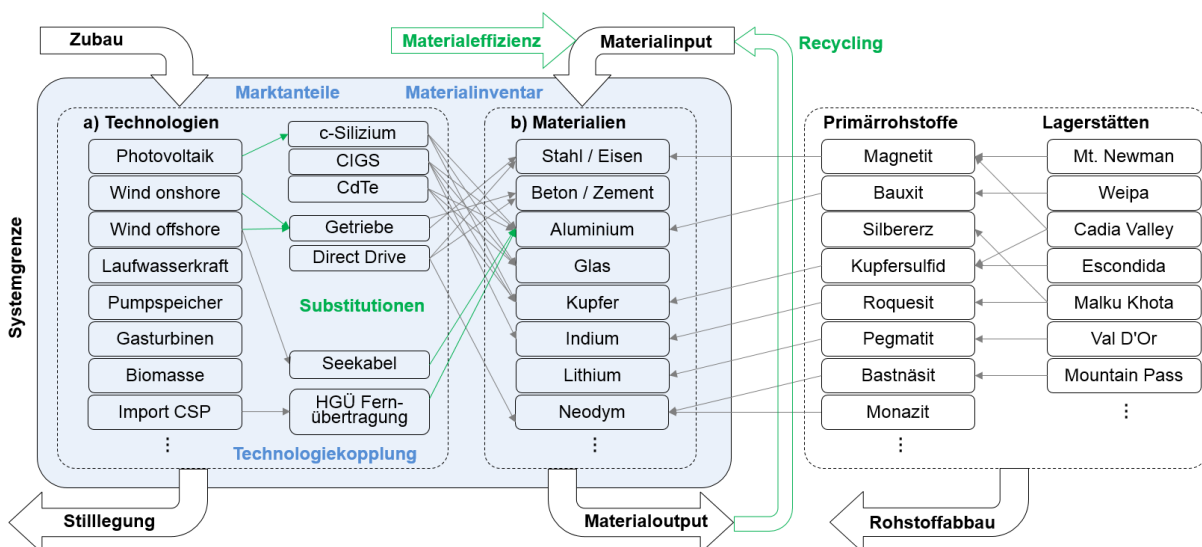 Zubau
Materialeffizienz
Materialinput
Recycling
Systemgrenze
Marktanteile
Materialinventar
a) Technologien
Photovoltaik
Wind onshore
Wind offshore
Laufwasserkraft
Pumpspeicher
Gasturbinen
Biomasse
Import CSP
⋮
c-Silizium
CIGS
CdTe
Getriebe
Direct Drive
Substitutionen
Seekabel
HGÜ Fern-
übertragung
Technologiekopplung
b) Materialien
Stahl / Eisen
Beton / Zement
Aluminium
Glas
Kupfer
Indium
Lithium
Neodym
⋮
Primärrohstoffe
Magnetit
Bauxit
Silbererz
Kupfersulfid
Roquesit
Pegmatit
Bastnäsit
Monazit
⋮
Lagerstätten
Mt. Newman
Weipa
Cadia Valley
Escondida
Malku Khota
Val D'Or
Mountain Pass
⋮
Stilllegung
Materialoutput
Rohstoffabbau